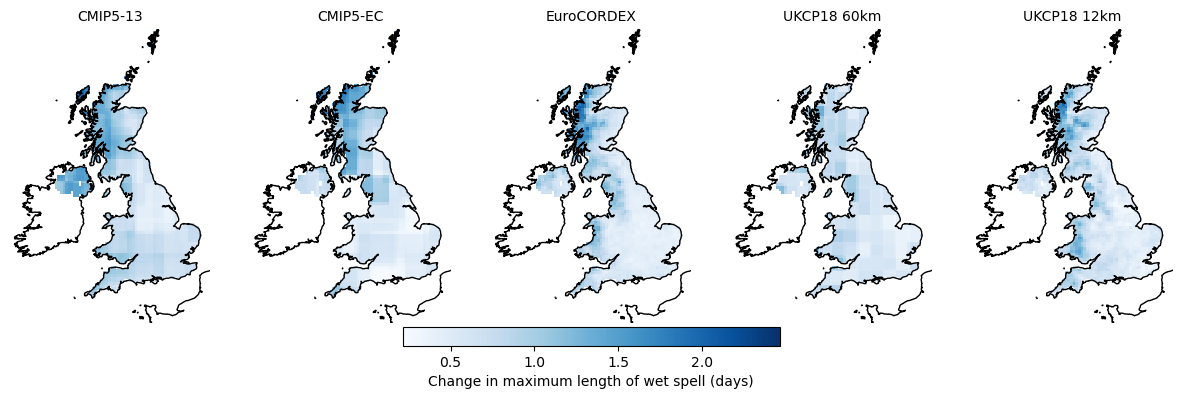 CMIP5-13 CMIP5-EC EuroCORDEX UKCP18 60km UKCP18 12km
0.5 1.0 1.5 2.0
Change in maximum length of wet spell (days)